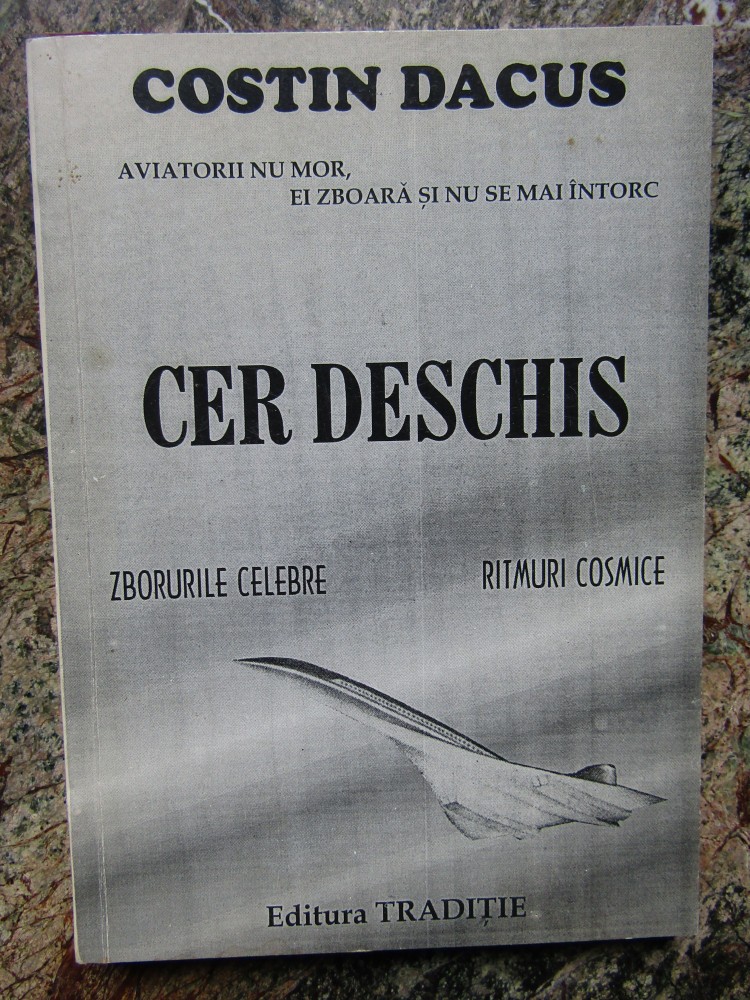 COSTIN DACUS
AVIATORII NU MOR,
EI ZBOARĂ ȘI NU SE MAI ÎNTORC
CER DESCHIS
ZBORURILE CELEBRE
RITMURI COSMICE
Editura TRADIȚIE